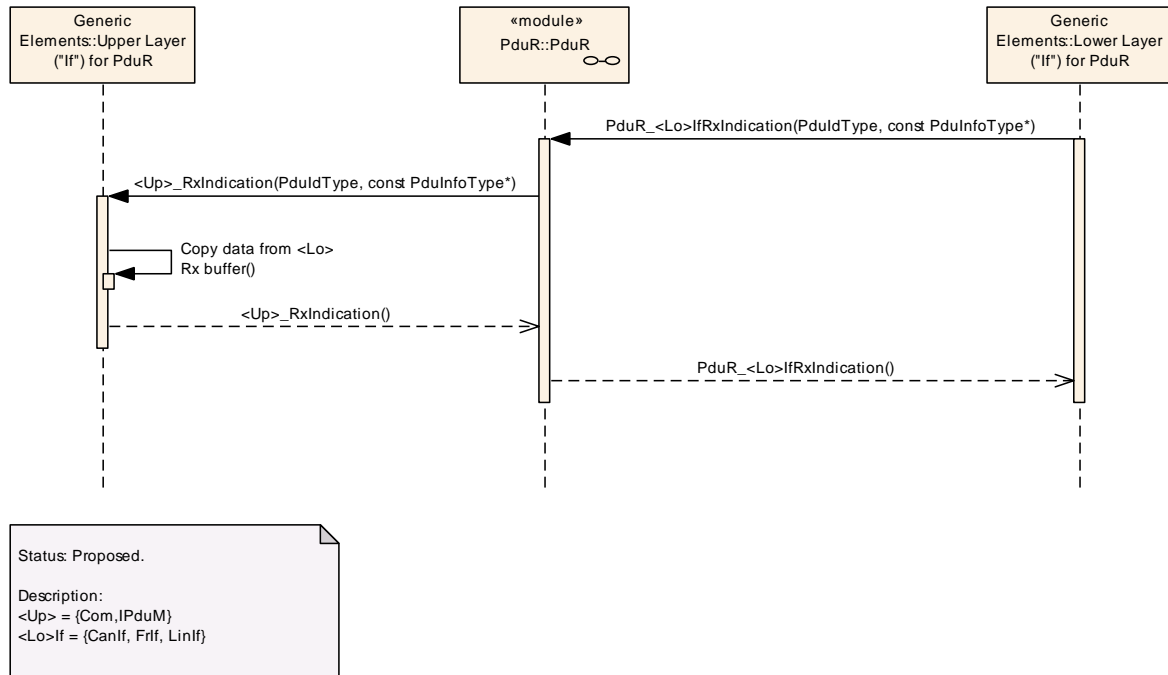 Generic
Elements::Upper Layer
("If") for PduR
«module»
PduR::PduR
Generic
Elements::Lower Layer
("If") for PduR
PduR_<Lo>IfRxIndication(PduIdType, const PduInfoType*)
<Up>_RxIndication(PduIdType, const PduInfoType*)
Copy data from <Lo>
Rx buffer()
<Up>_RxIndication()
PduR_<Lo>IfRxIndication()
Status: Proposed.
Description:
<Up> = {Com,IPduM}
<Lo>If = {CanIf, FrIf, LinIf}